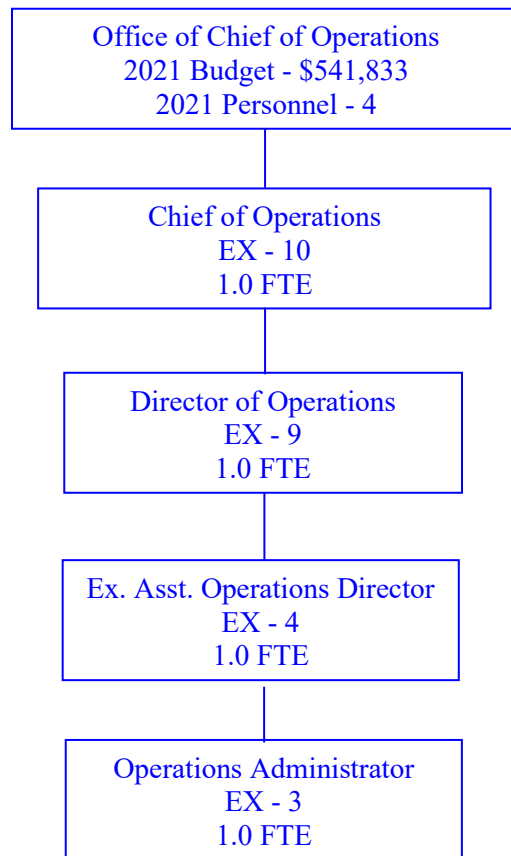 Office of Chief of Operations
2021 Budget - $541,833
2021 Personnel - 4
Chief of Operations
EX - 10
1.0 FTE
Director of Operations
EX - 9
1.0 FTE
Ex. Asst. Operations Director
EX - 4
1.0 FTE
Operations Administrator
EX - 3
1.0 FTE